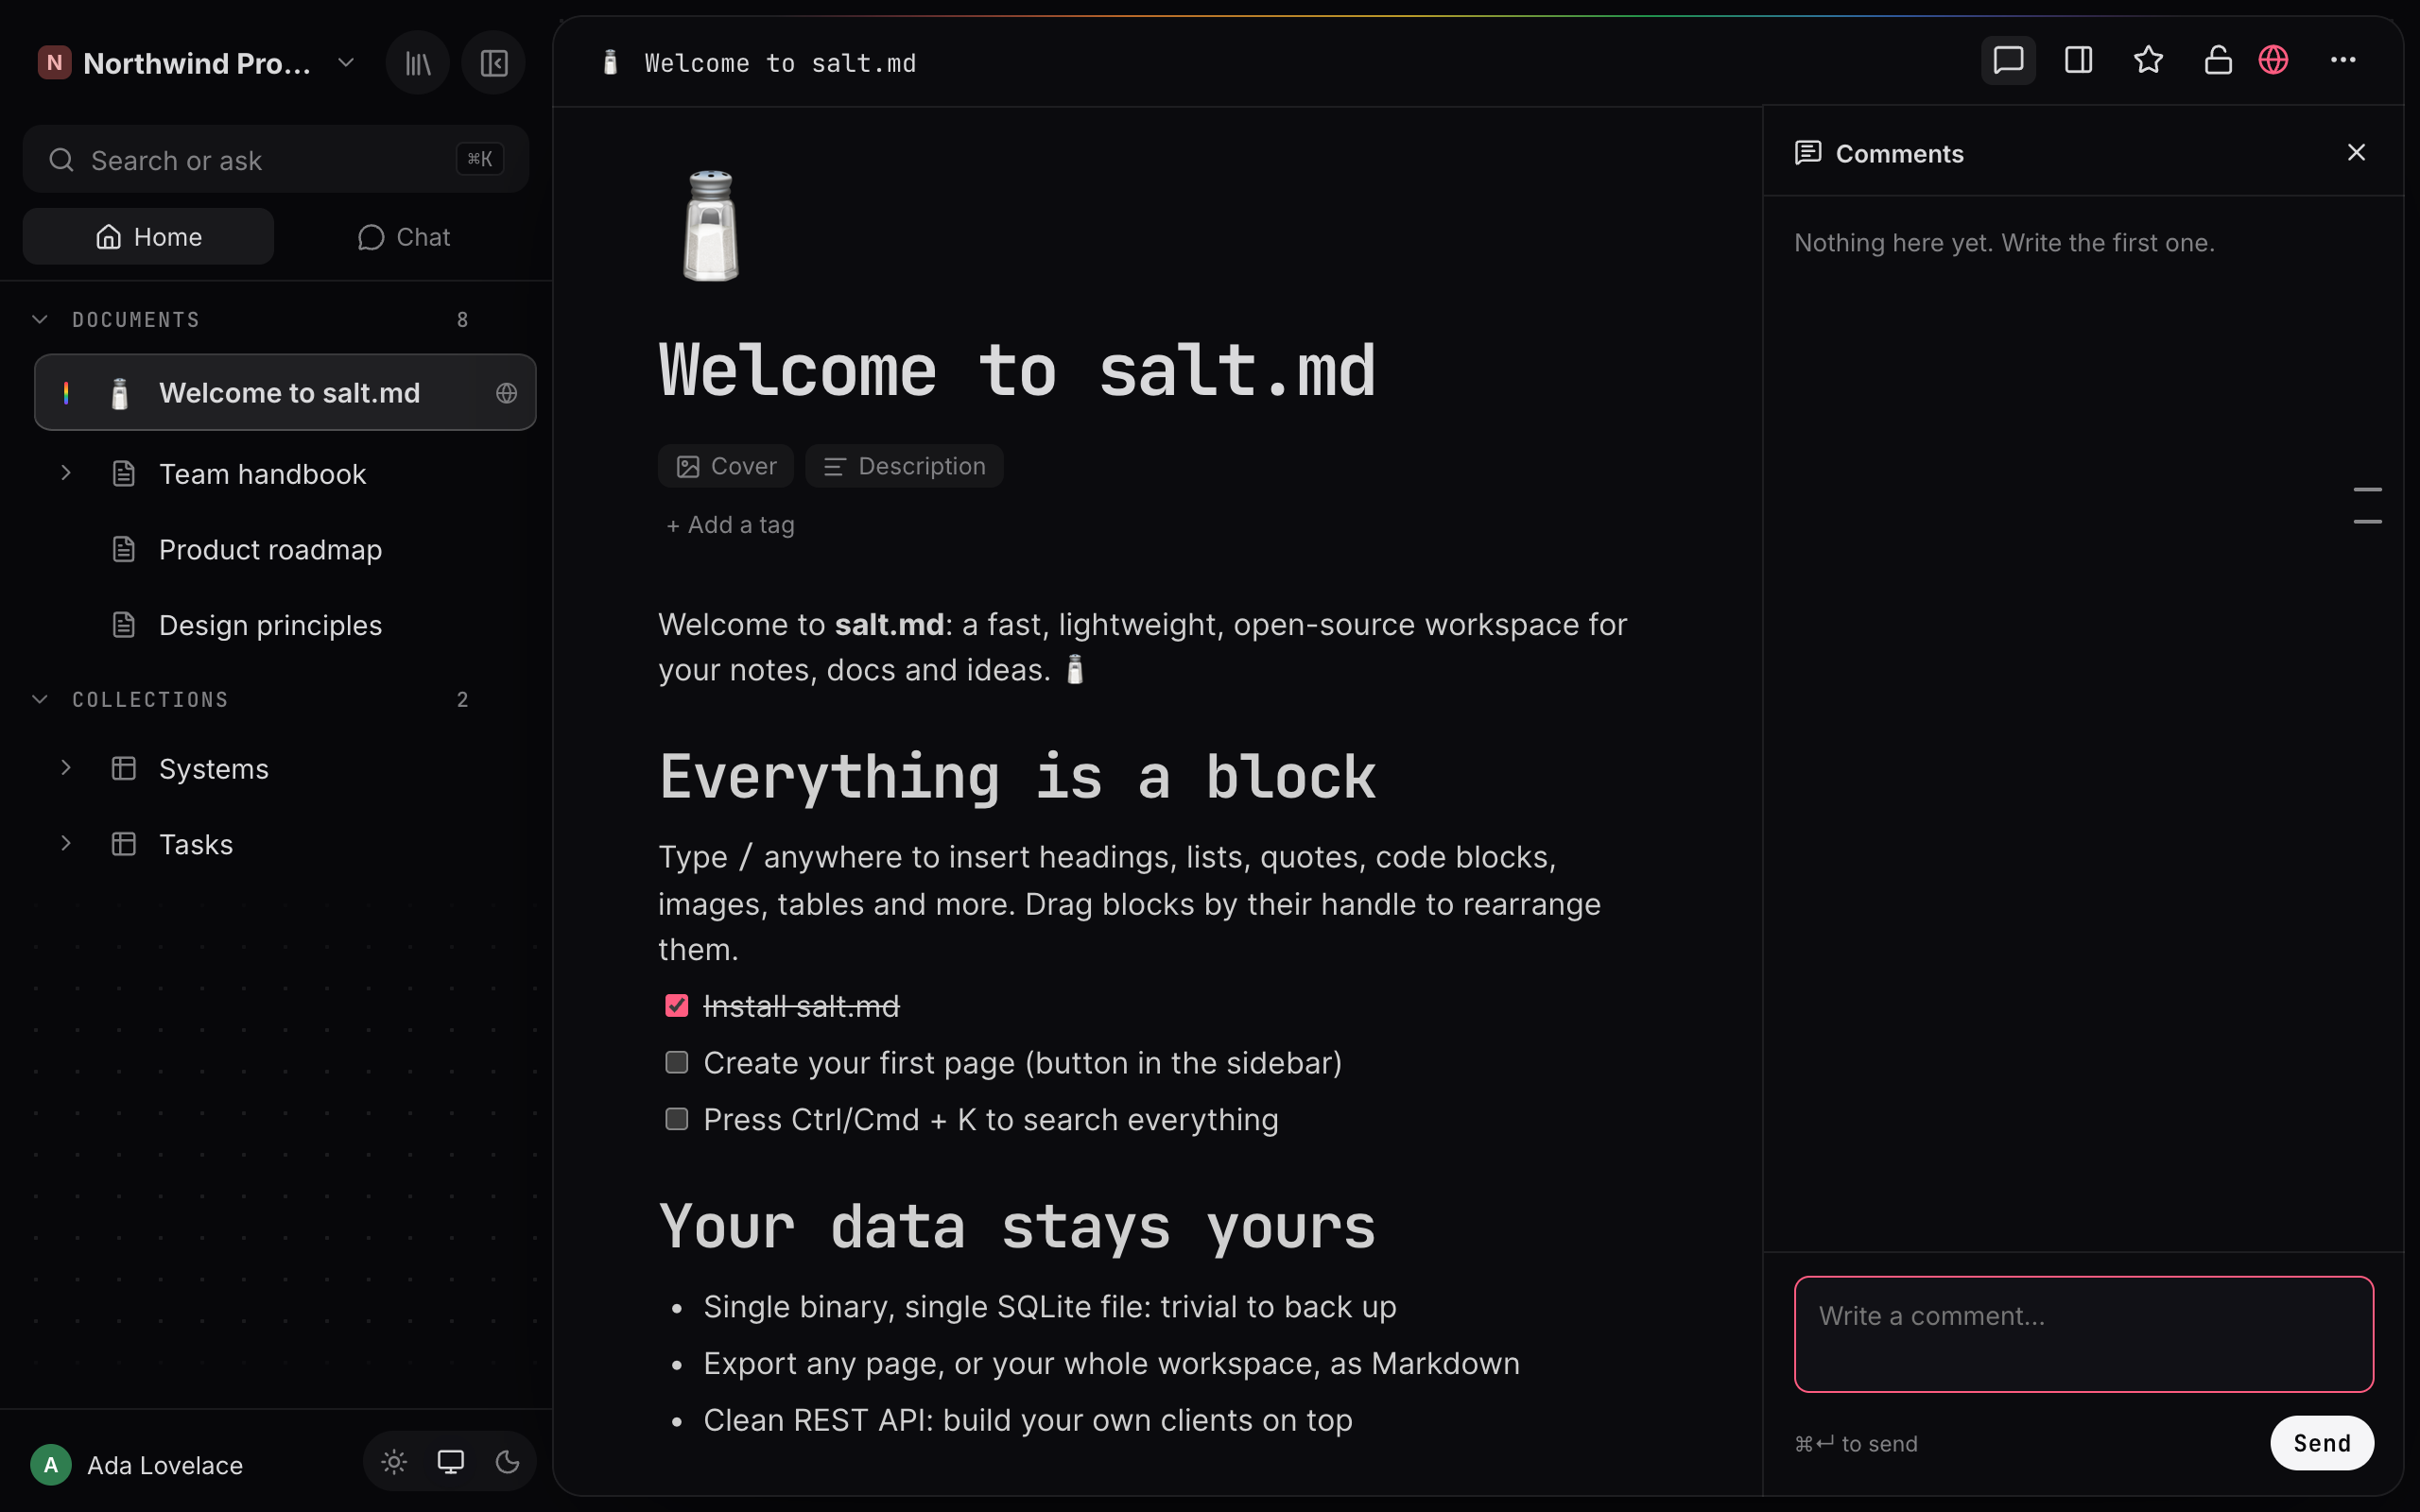 N Northwind Pro...
Search or ask ⌘K
Home
Chat
DOCUMENTS 8
Welcome to salt.md
Team handbook
Product roadmap
Design principles
COLLECTIONS 2
Systems
Tasks
A Ada Lovelace
Welcome to salt.md
Welcome to salt.md
Cover
Description
+ Add a tag
Welcome to salt.md: a fast, lightweight, open-source workspace for
your notes, docs and ideas.
Everything is a block
Type / anywhere to insert headings, lists, quotes, code blocks,
images, tables and more. Drag blocks by their handle to rearrange
them.
Install salt.md
Create your first page (button in the sidebar)
Press Ctrl/Cmd + K to search everything
Your data stays yours
• Single binary, single SQLite file: trivial to back up
• Export any page, or your whole workspace, as Markdown
• Clean REST API: build your own clients on top
Comments
Nothing here yet. Write the first one.
Write a comment...
⌘↵ to send
Send